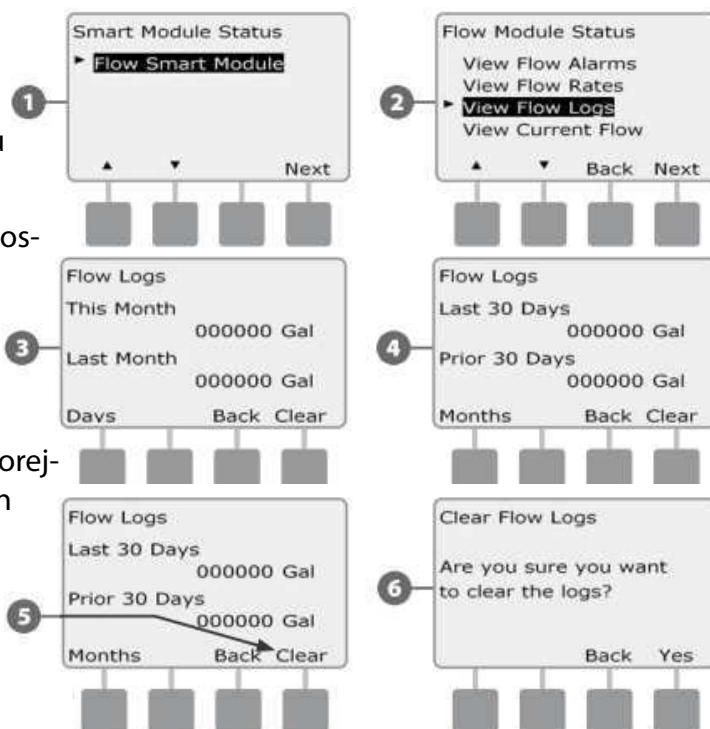 Smart Module Status
Flow Smart Module
1
Next
Flow Module Status
View Flow Alarms
View Flow Rates
View Flow Logs
View Current Flow
2
Back Next
os-
Flow Logs
This Month
000000 Gal
Last Month
000000 Gal
3
Days Back Clear
Flow Logs
Last 30 Days
000000 Gal
Prior 30 Days
000000 Gal
4
Months Back Clear
orej-
Flow Logs
Last 30 Days
000000 Gal
Prior 30 Days
000000 Gal
5
Months Back Clear
Clear Flow Logs
Are you sure you want
to clear the logs?
6
Back Yes